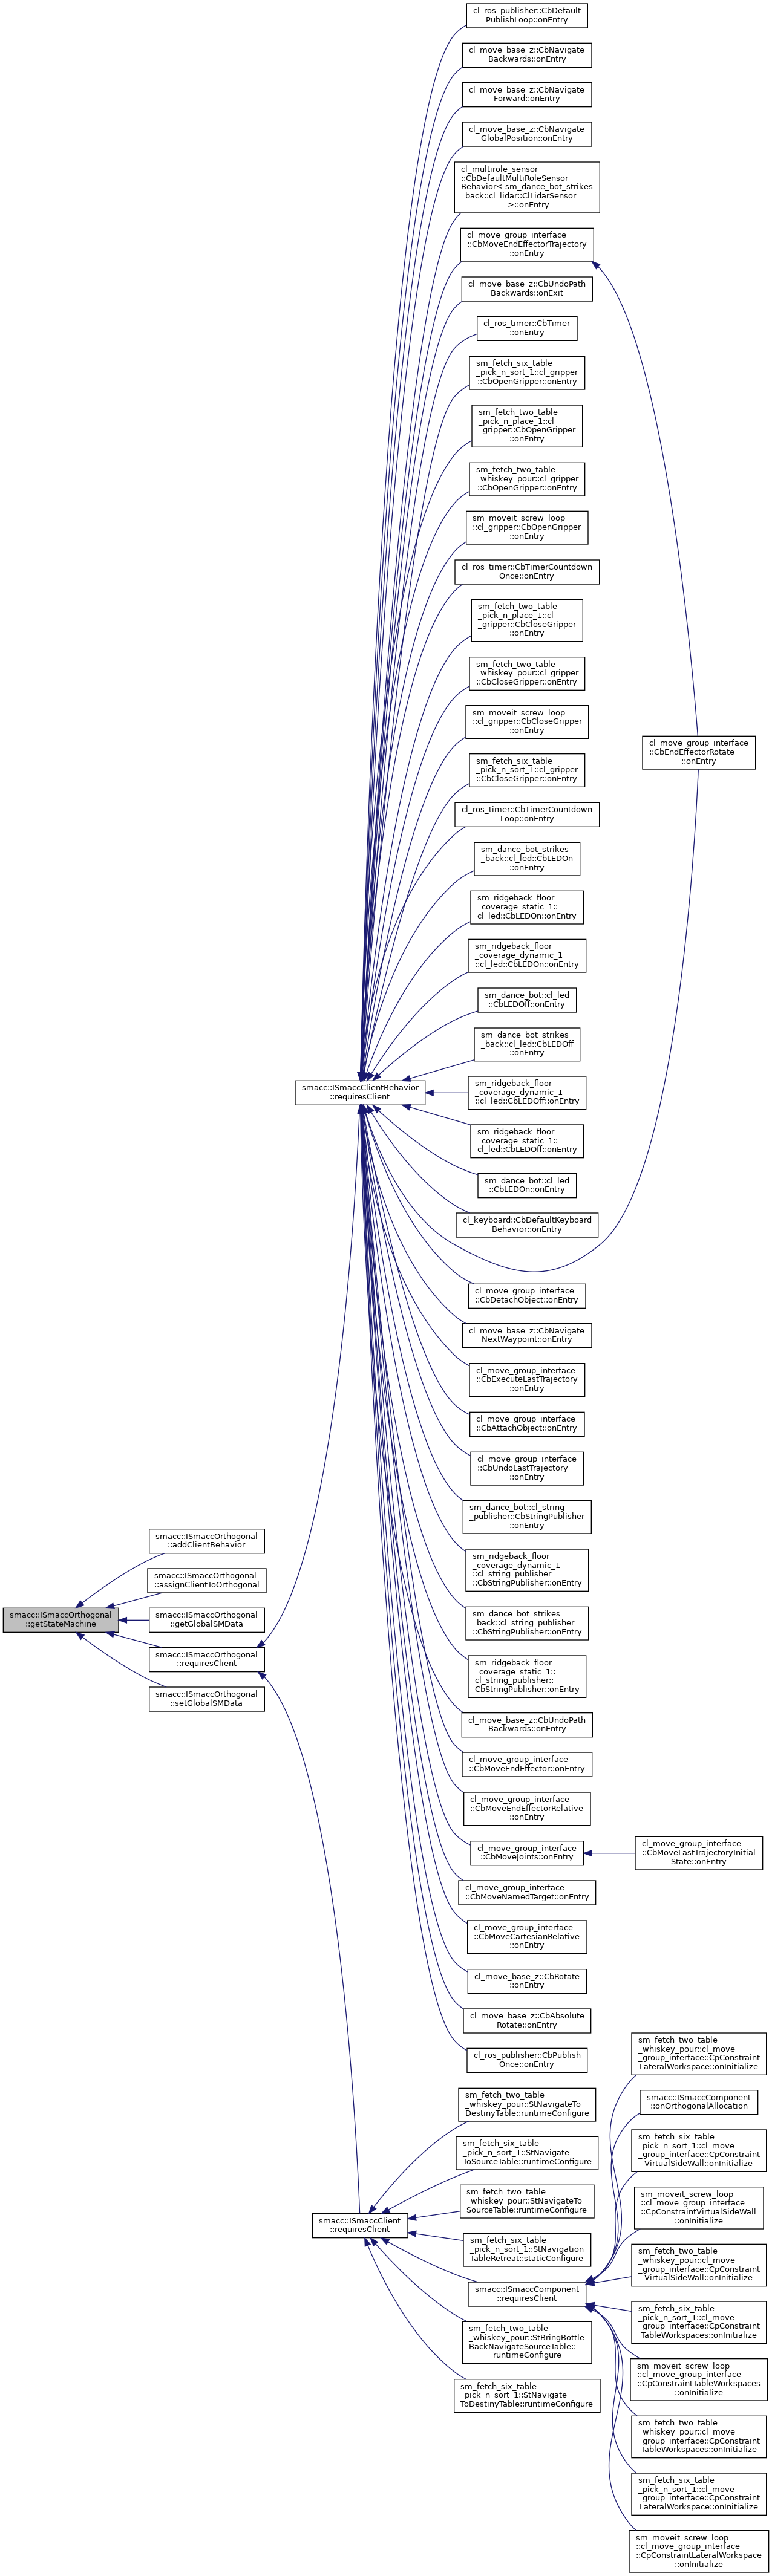 cl_ros_publisher::CbDefault
PublishLoop::onEntry
cl_move_base_z::CbNavigate
Backwards::onEntry
cl_move_base_z::CbNavigate
Forward::onEntry
cl_move_base_z::CbNavigate
GlobalPosition::onEntry
cl_multirole_sensor
::CbDefaultMultiRoleSensor
Behavior< sm_dance_bot_strikes
_back::cl_lidar::ClLidarSensor
>::onEntry
cl_move_group_interface
::CbMoveEndEffectorTrajectory
::onEntry
cl_move_base_z::CbUndoPath
Backwards::onExit
cl_ros_timer::CbTimer
::onEntry
sm_fetch_six_table
_pick_n_sort_1::cl_gripper
::CbOpenGripper::onEntry
sm_fetch_two_table
_pick_n_place_1::cl
_gripper::CbOpenGripper
::onEntry
sm_fetch_two_table
_whiskey_pour::cl_gripper
::CbOpenGripper::onEntry
sm_moveit_screw_loop
::cl_gripper::CbOpenGripper
::onEntry
cl_ros_timer::CbTimerCountdown
Once::onEntry
sm_fetch_two_table
_pick_n_place_1::cl
_gripper::CbCloseGripper
::onEntry
sm_fetch_two_table
_whiskey_pour::cl_gripper
::CbCloseGripper::onEntry
sm_moveit_screw_loop
::cl_gripper::CbCloseGripper
::onEntry
cl_move_group_interface
::CbEndEffectorRotate
::onEntry
sm_fetch_six_table
_pick_n_sort_1::cl_gripper
::CbCloseGripper::onEntry
cl_ros_timer::CbTimerCountdown
Loop::onEntry
sm_dance_bot_strikes
_back::cl_led::CbLEDOn
::onEntry
sm_ridgeback_floor
_coverage_static_1::
cl_led::CbLEDOn::onEntry
sm_ridgeback_floor
_coverage_dynamic_1
::cl_led::CbLEDOn::onEntry
sm_dance_bot::cl_led
::CbLEDOff::onEntry
sm_dance_bot_strikes
_back::cl_led::CbLEDOff
::onEntry
smacc::ISmaccClientBehavior
::requiresClient
sm_ridgeback_floor
_coverage_dynamic_1
::cl_led::CbLEDOff::onEntry
sm_ridgeback_floor
_coverage_static_1::
cl_led::CbLEDOff::onEntry
sm_dance_bot::cl_led
::CbLEDOn::onEntry
cl_keyboard::CbDefaultKeyboard
Behavior::onEntry
cl_move_group_interface
::CbDetachObject::onEntry
cl_move_base_z::CbNavigate
NextWaypoint::onEntry
cl_move_group_interface
::CbExecuteLastTrajectory
::onEntry
cl_move_group_interface
::CbAttachObject::onEntry
cl_move_group_interface
::CbUndoLastTrajectory
::onEntry
sm_dance_bot::cl_string
_publisher::CbStringPublisher
::onEntry
smacc::ISmaccOrthogonal
::addClientBehavior
sm_ridgeback_floor
_coverage_dynamic_1
::cl_string_publisher
::CbStringPublisher::onEntry
smacc::ISmaccOrthogonal
::assignClientToOrthogonal
smacc::ISmaccOrthogonal
::getStateMachine
smacc::ISmaccOrthogonal
::getGlobalSMData
sm_dance_bot_strikes
_back::cl_string_publisher
::CbStringPublisher::onEntry
smacc::ISmaccOrthogonal
::requiresClient
sm_ridgeback_floor
_coverage_static_1::
cl_string_publisher::
CbStringPublisher::onEntry
smacc::ISmaccOrthogonal
::setGlobalSMData
cl_move_base_z::CbUndoPath
Backwards::onEntry
cl_move_group_interface
::CbMoveEndEffector::onEntry
cl_move_group_interface
::CbMoveEndEffectorRelative
::onEntry
cl_move_group_interface
::CbMoveJoints::onEntry
cl_move_group_interface
::CbMoveLastTrajectoryInitial
State::onEntry
cl_move_group_interface
::CbMoveNamedTarget::onEntry
cl_move_group_interface
::CbMoveCartesianRelative
::onEntry
cl_move_base_z::CbRotate
::onEntry
cl_move_base_z::CbAbsolute
Rotate::onEntry
cl_ros_publisher::CbPublish
Once::onEntry
sm_fetch_two_table
_whiskey_pour::cl_move
_group_interface::CpConstraint
LateralWorkspace::onInitialize
sm_fetch_two_table
_whiskey_pour::StNavigateTo
DestinyTable::runtimeConfigure
smacc::ISmaccComponent
::onOrthogonalAllocation
sm_fetch_six_table
_pick_n_sort_1::StNavigate
ToSourceTable::runtimeConfigure
sm_fetch_six_table
_pick_n_sort_1::cl_move
_group_interface::CpConstraint
VirtualSideWall::onInitialize
sm_fetch_two_table
_whiskey_pour::StNavigateTo
SourceTable::runtimeConfigure
sm_moveit_screw_loop
::cl_move_group_interface
::CpConstraintVirtualSideWall
::onInitialize
smacc::ISmaccClient
::requiresClient
sm_fetch_six_table
_pick_n_sort_1::StNavigation
TableRetreat::staticConfigure
sm_fetch_two_table
_whiskey_pour::cl_move
_group_interface::CpConstraint
VirtualSideWall::onInitialize
smacc::ISmaccComponent
::requiresClient
sm_fetch_six_table
_pick_n_sort_1::cl_move
_group_interface::CpConstraint
TableWorkspaces::onInitialize
sm_fetch_two_table
_whiskey_pour::StBringBottle
BackNavigateSourceTable::
runtimeConfigure
sm_moveit_screw_loop
::cl_move_group_interface
::CpConstraintTableWorkspaces
::onInitialize
sm_fetch_six_table
_pick_n_sort_1::StNavigate
ToDestinyTable::runtimeConfigure
sm_fetch_two_table
_whiskey_pour::cl_move
_group_interface::CpConstraint
TableWorkspaces::onInitialize
sm_fetch_six_table
_pick_n_sort_1::cl_move
_group_interface::CpConstraint
LateralWorkspace::onInitialize
sm_moveit_screw_loop
::cl_move_group_interface
::CpConstraintLateralWorkspace
::onInitialize